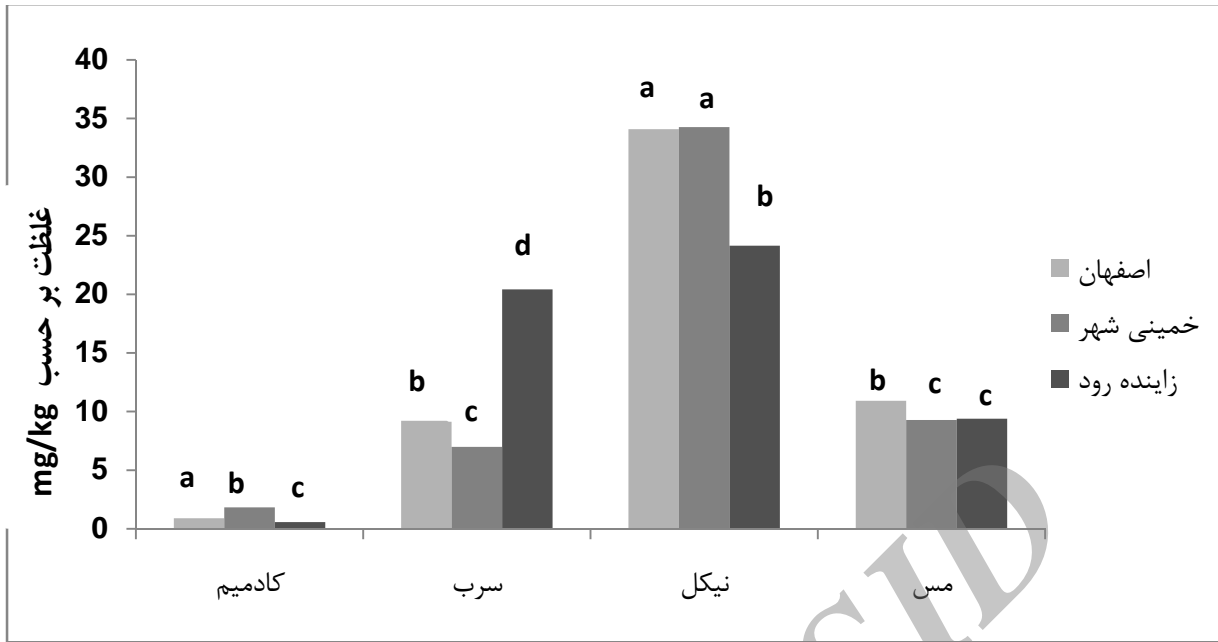 غلظت بر حسب mg/kg
40
35
30
25
20
15
10
5
0
a b c
b c d
a a b
b c c
کادمیم سرب نیکل مس
اصفهان
خمینی شهر
زاینده رود
SID